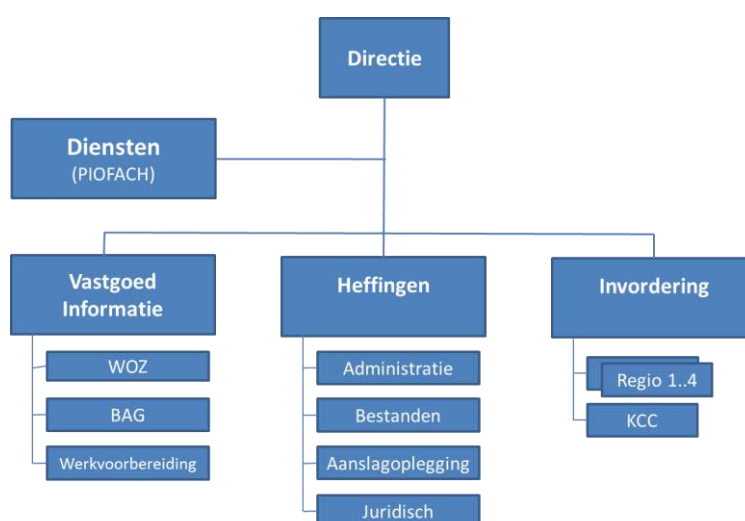 Directie
Diensten
(PIOFACH)
Vastgoed
Informatie
WOZ
BAG
Werkvoorbereiding
Heffingen
Administratie
Bestanden
Aanslagoplegging
Juridisch
Invordering
Regio 1..4
KCC